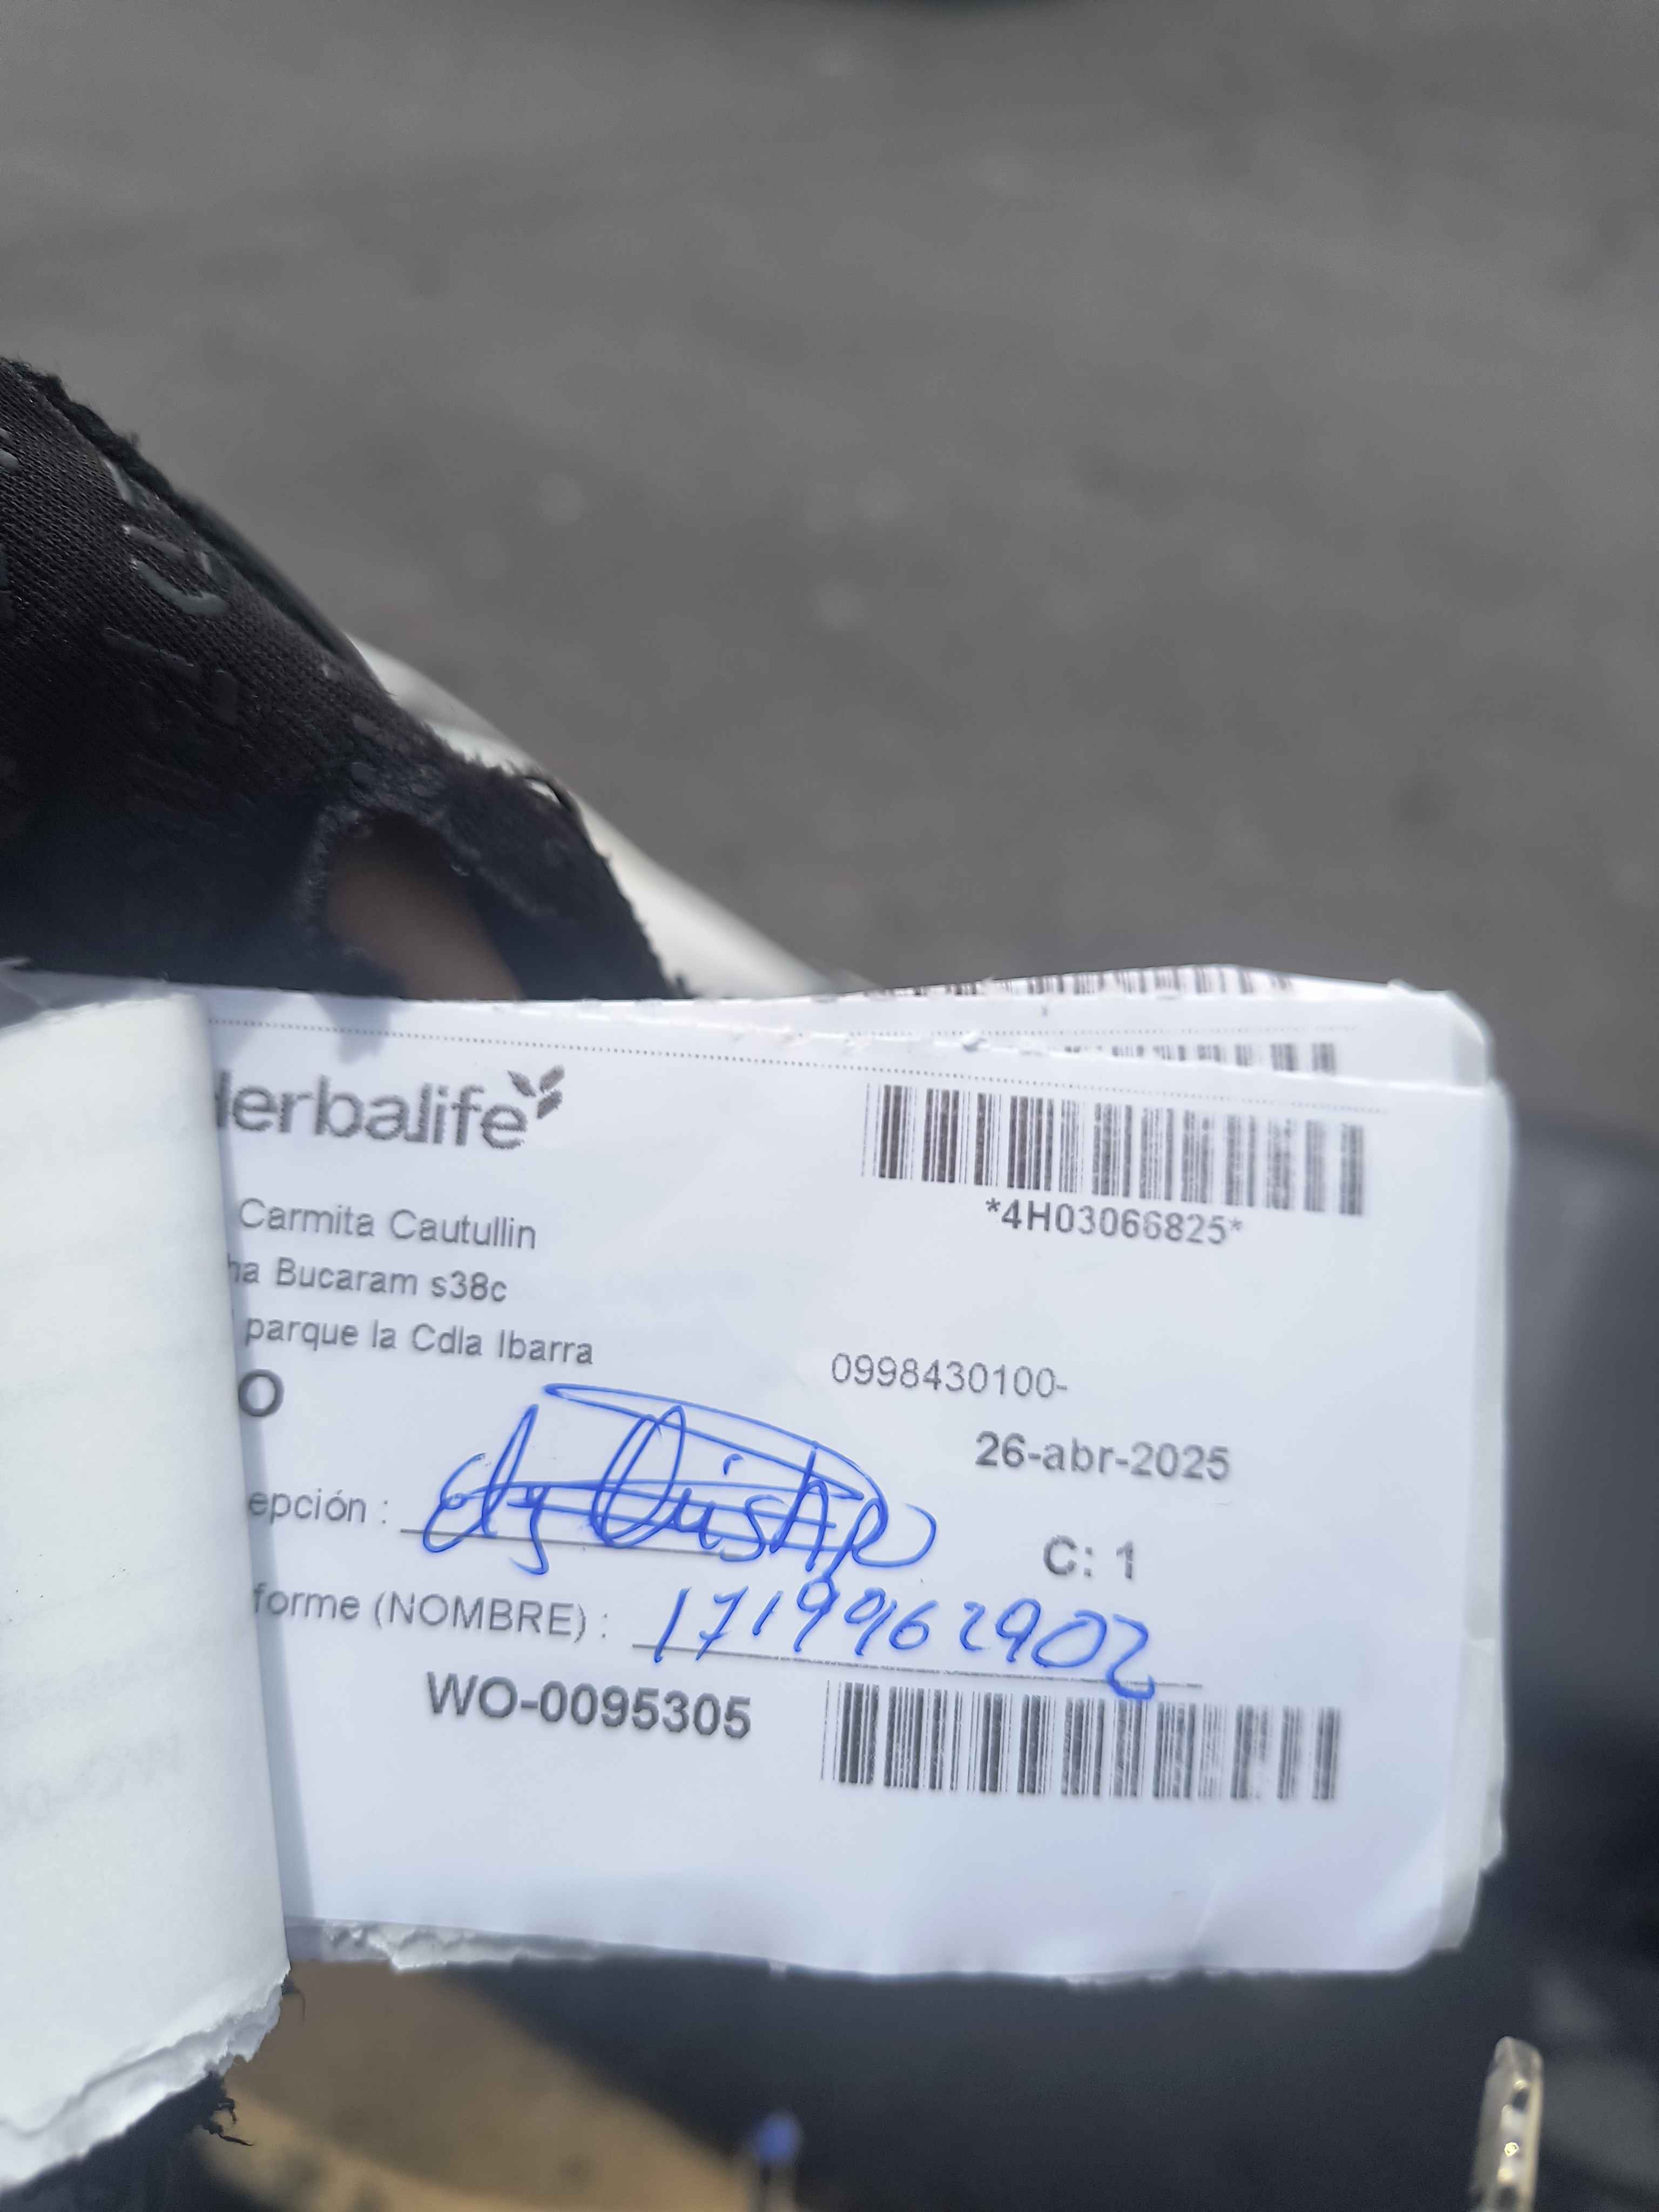 Herbalife
*4H03066825*
Carmita Cautullin
ha Bucaram s38c
parque la Cdla Ibarra
0998430100-
O
26-abr-2025
epción :
C: 1
forme (NOMBRE) : 1719962902
WO-0095305